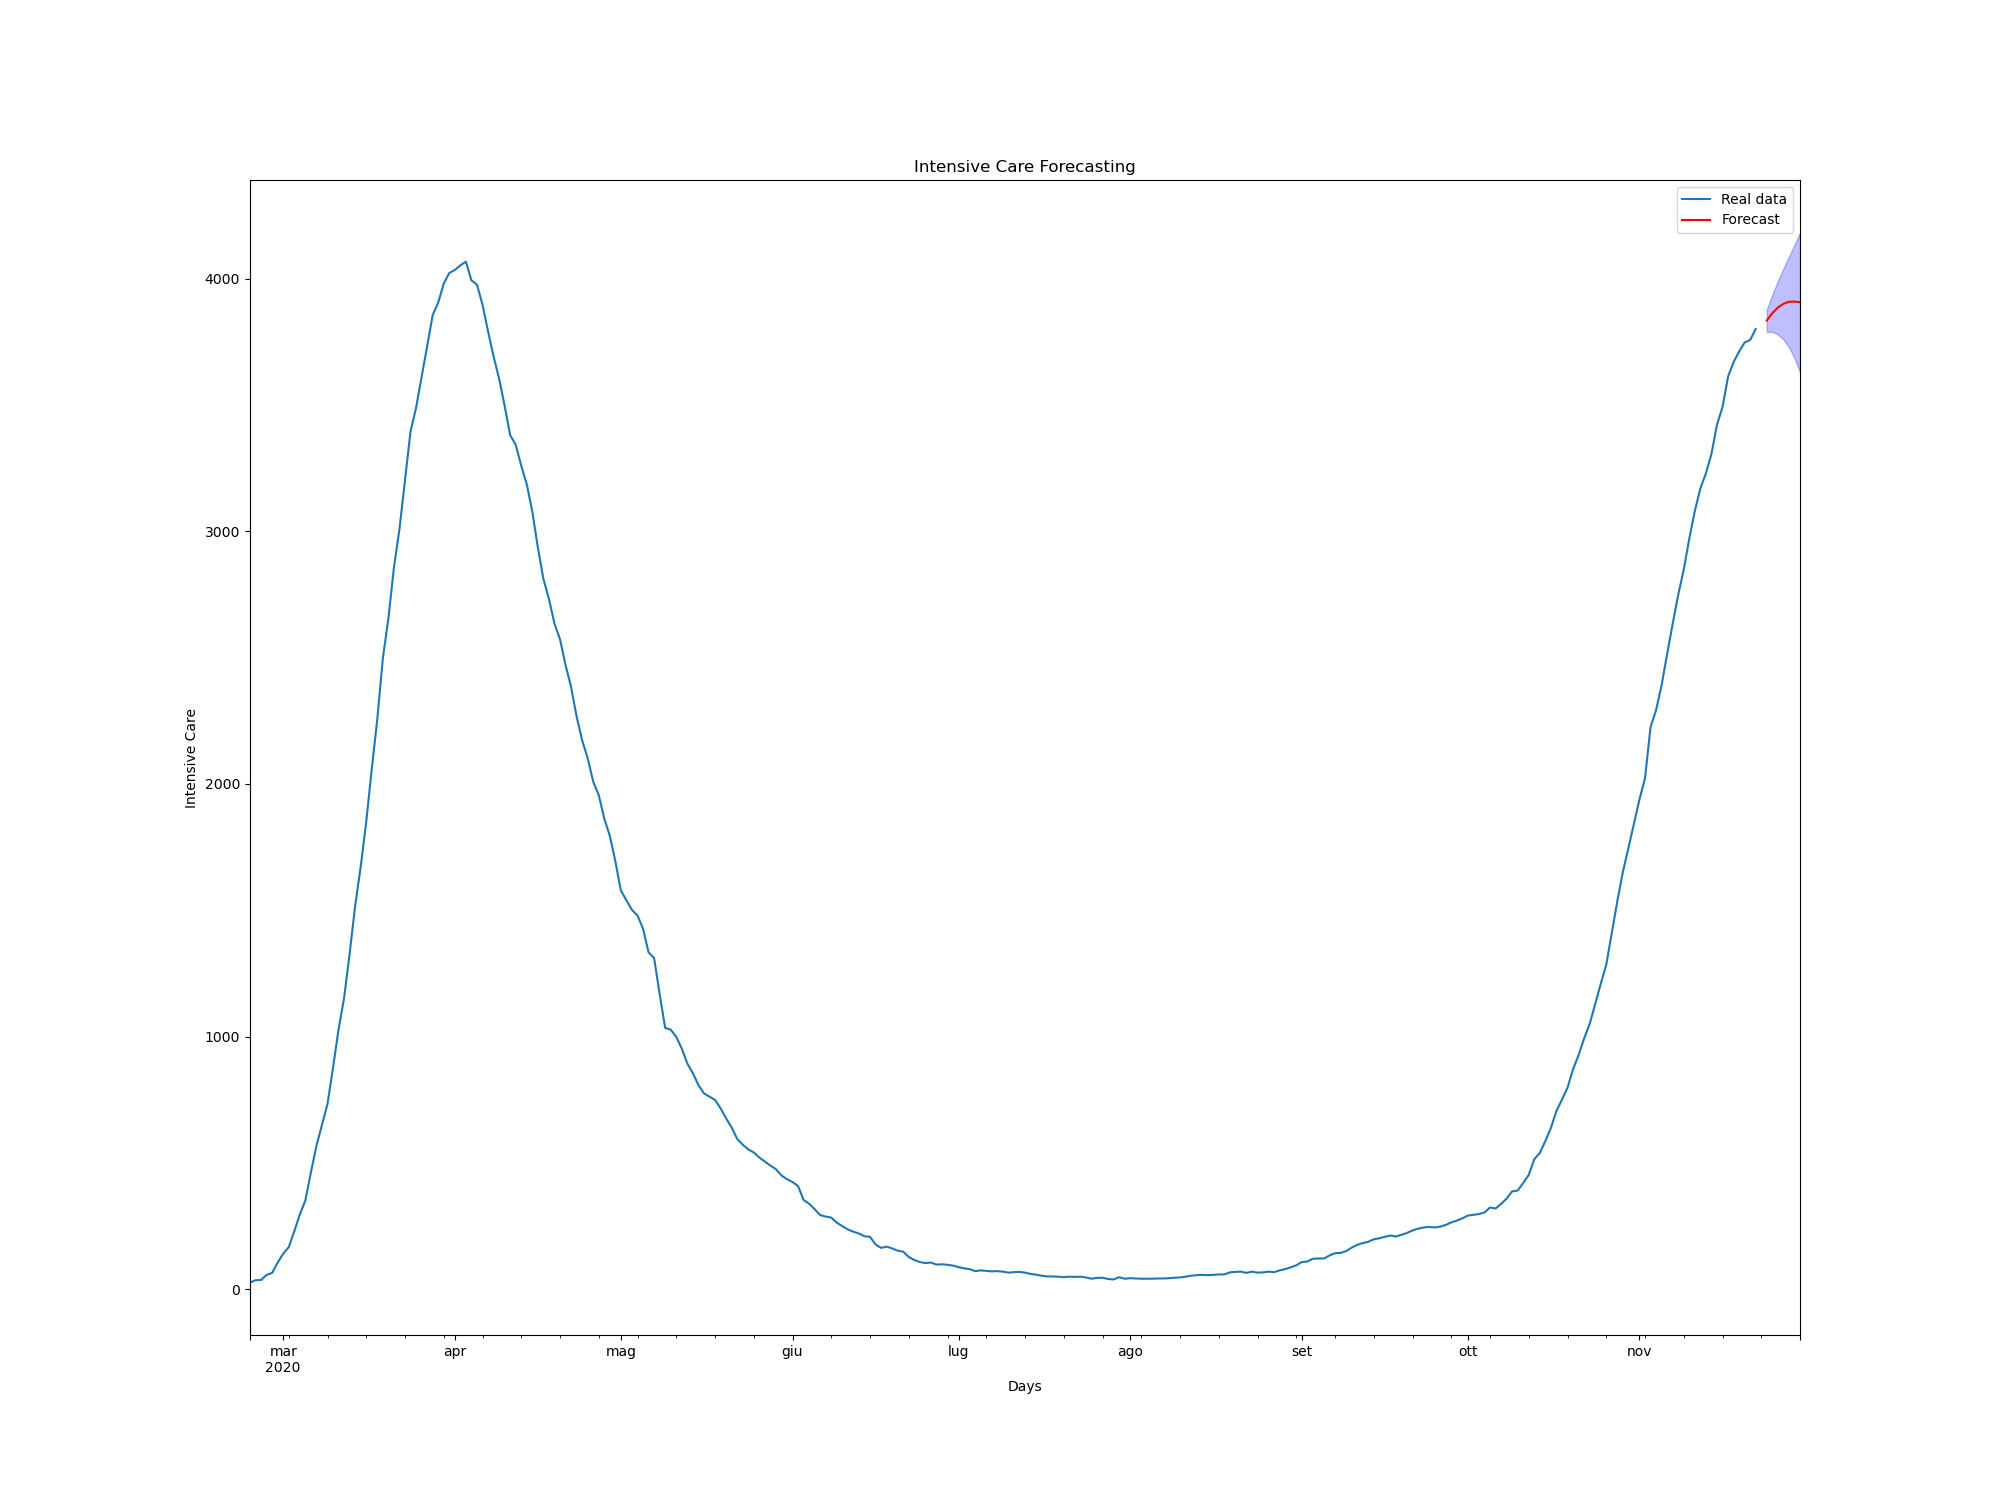 Intensive Care Forecasting
Real data
Forecast
4000
3000
2000
1000
0
Intensive Care
mar apr mag giu lug ago set ott nov
2020
Days